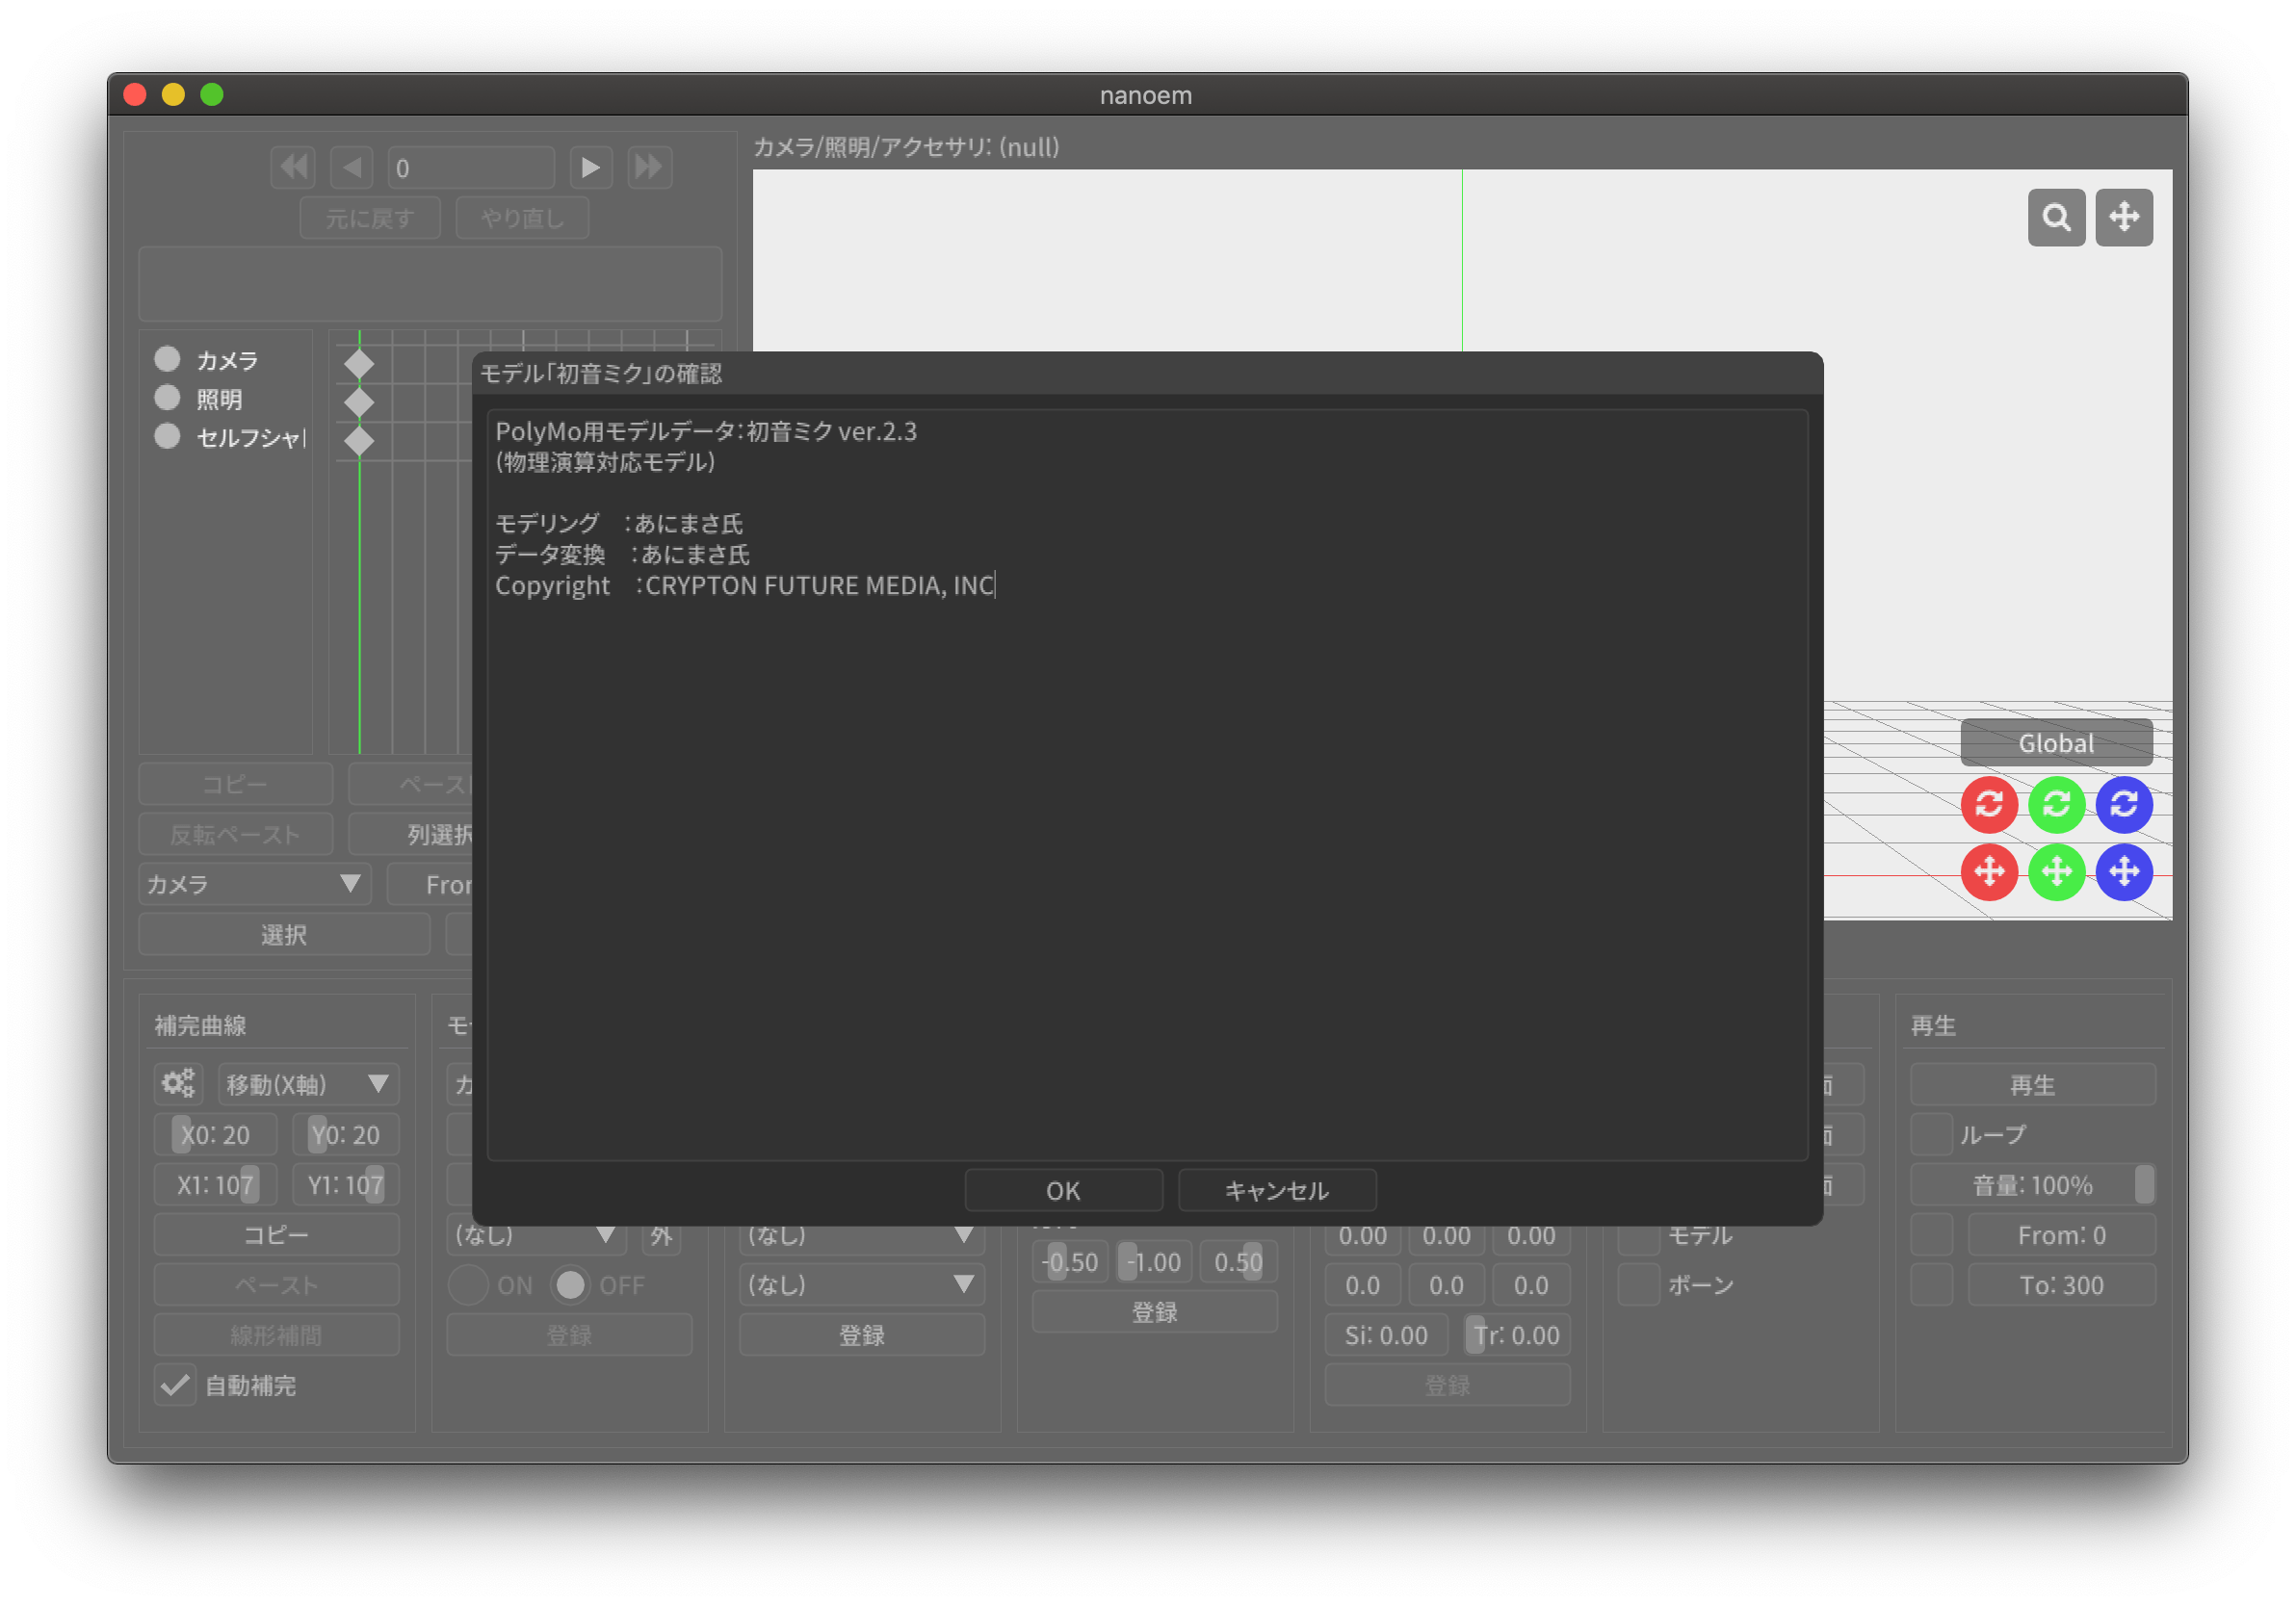 nanoem
カメラ/照明/アクセサリ: (null)
0
元に戻す
やり直し
カメラ
照明
セルフシャ
モデル「初音ミク」の確認
PolyMo用モデルデータ：初音ミク ver.2.3
(物理演算対応モデル)
モデリング　：あにまさ氏
データ変換　：あにまさ氏
Copyright　：CRYPTON FUTURE MEDIA, INC
OK
キャンセル
Global
コピー
ペースト
反転ペースト
列選択
カメラ
From
選択
補完曲線
移動(X軸)
X0: 20
Y0: 20
X1: 107
Y1: 107
コピー
ペースト
線形補間
自動補完
(なし)
外
ON
OFF
登録
(なし)
(なし)
登録
-0.50
-1.00
0.50
登録
0.00
0.00
0.00
0.0
0.0
0.0
Si: 0.00
Tr: 0.00
登録
モデル
ボーン
再生
再生
ループ
音量: 100%
From: 0
To: 300